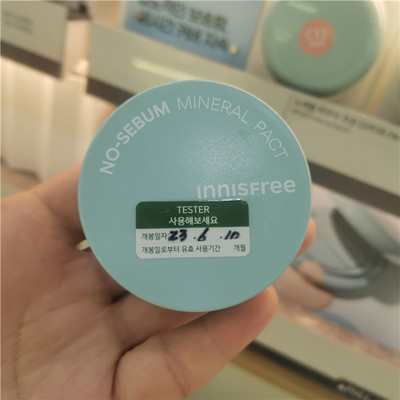 NO-SEBUM MINERAL PACT
innisfree
TESTER
사용해보세요
개봉일자 23 . 6 . 10
개봉일로부터 유효 사용기간 개월